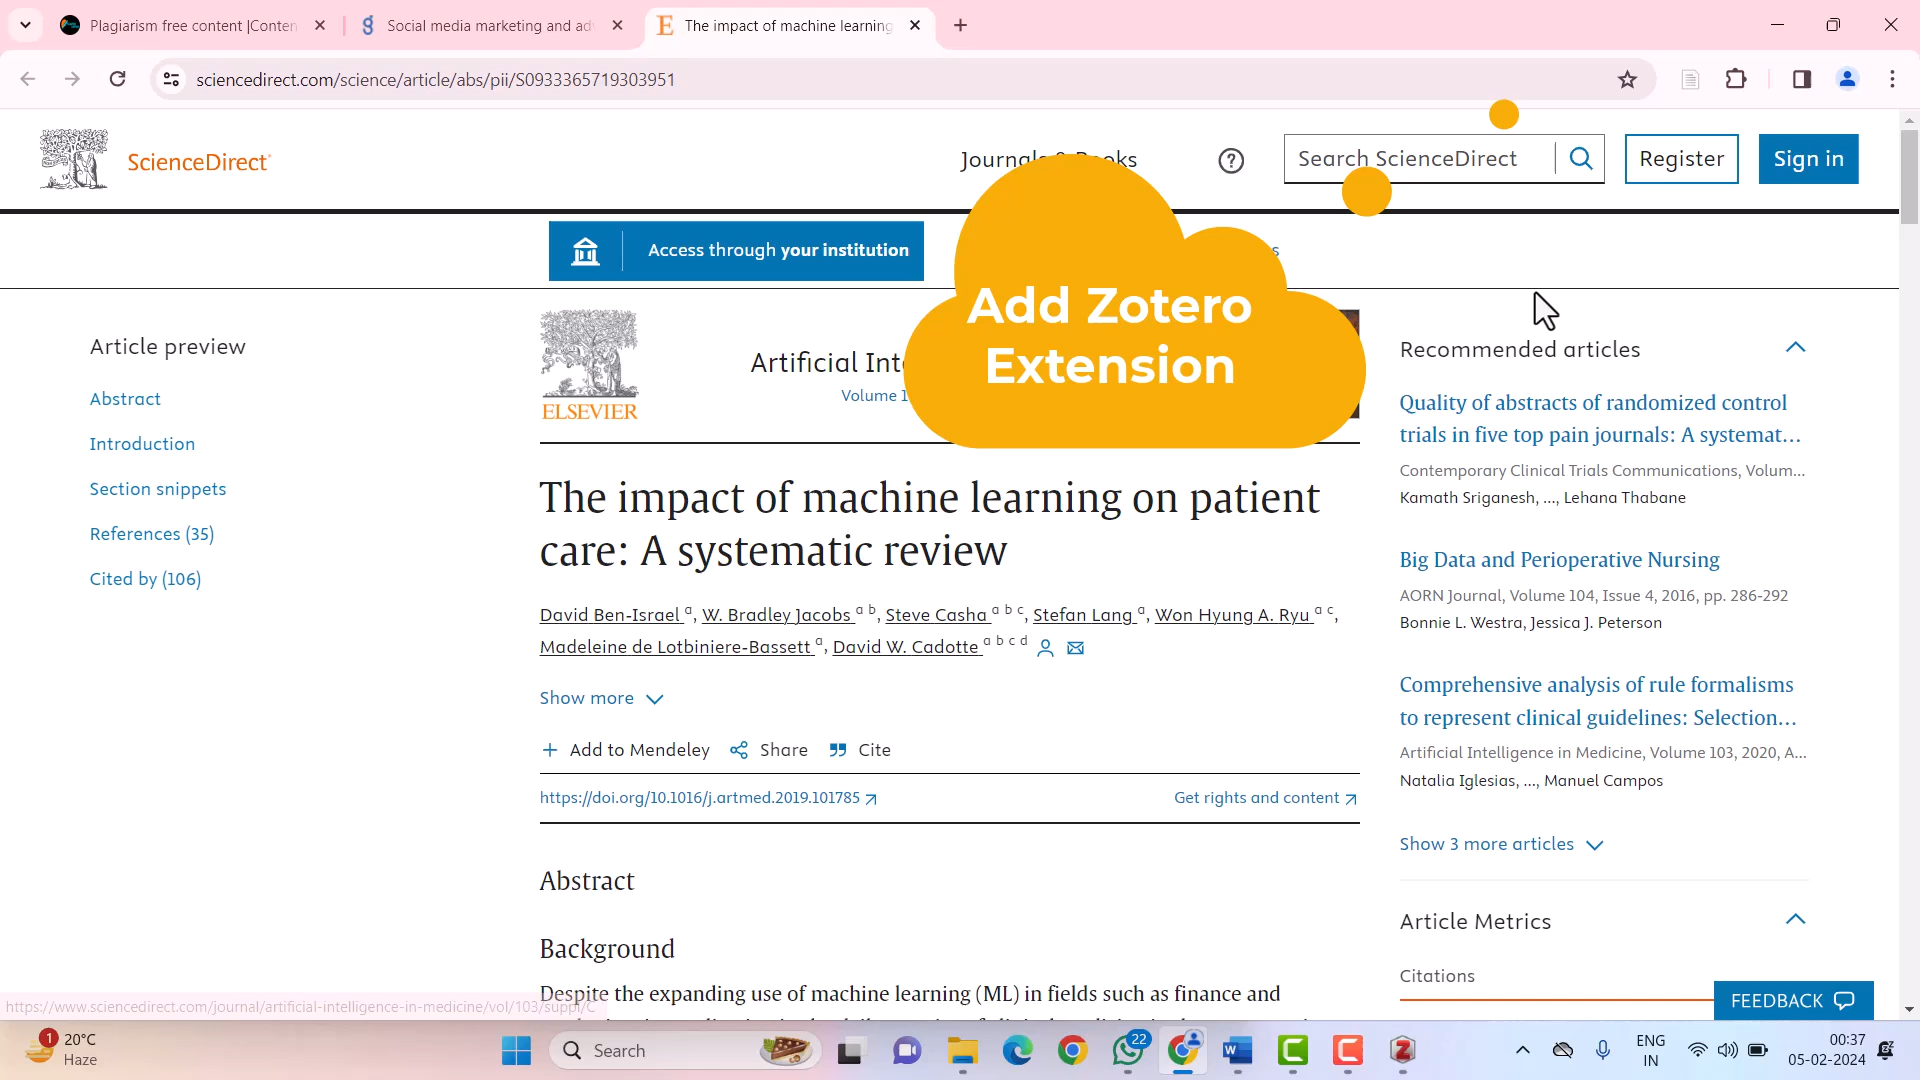 Plagiarism free content |Conten
Social media marketing and adv
The impact of machine learning
sciencedirect.com/science/article/abs/pii/S0933365719303951
ScienceDirect
Journals & Books
Search ScienceDirect
Register
Sign in
Access through your institution
s
Add Zotero
Extension
Article preview
Abstract
Introduction
Section snippets
References (35)
Cited by (106)
ELSEVIER
Artificial Int
Volume 1
The impact of machine learning on patient
care: A systematic review
David Ben-Israel a, W. Bradley Jacobs a b, Steve Casha a b c, Stefan Lang a, Won Hyung A. Ryu a c,
Madeleine de Lotbiniere-Bassett a, David W. Cadotte a b c d
Show more
Add to Mendeley
Share
Cite
https://doi.org/10.1016/j.artmed.2019.101785
Get rights and content
Abstract
Background
Despite the expanding use of machine learning (ML) in fields such as finance and
Recommended articles
Quality of abstracts of randomized control
trials in five top pain journals: A systemat...
Contemporary Clinical Trials Communications, Volum...
Kamath Sriganesh, ..., Lehana Thabane
Big Data and Perioperative Nursing
AORN Journal, Volume 104, Issue 4, 2016, pp. 286-292
Bonnie L. Westra, Jessica J. Peterson
Comprehensive analysis of rule formalisms
to represent clinical guidelines: Selection...
Artificial Intelligence in Medicine, Volume 103, 2020, A...
Natalia Iglesias, ..., Manuel Campos
Show 3 more articles
Article Metrics
Citations
FEEDBACK
https://www.sciencedirect.com/journal/artificial-intelligence-in-medicine/vol/103/suppl/C
1
20°C
Haze
Search
22
ENG
IN
00:37
05-02-2024